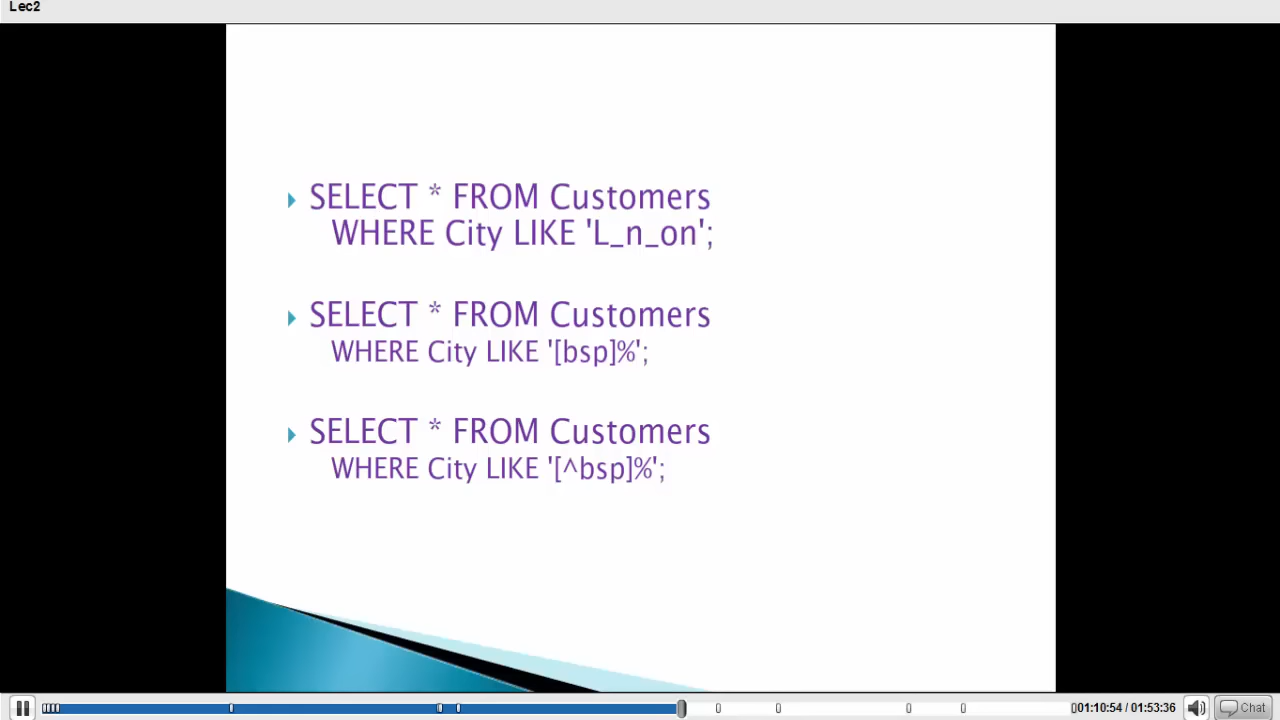 Lec2
SELECT * FROM Customers
WHERE City LIKE 'L_n_on';
SELECT * FROM Customers
WHERE City LIKE '[bsp]%';
SELECT * FROM Customers
WHERE City LIKE '[^bsp]%';
01:10:54 / 01:53:36
Chat